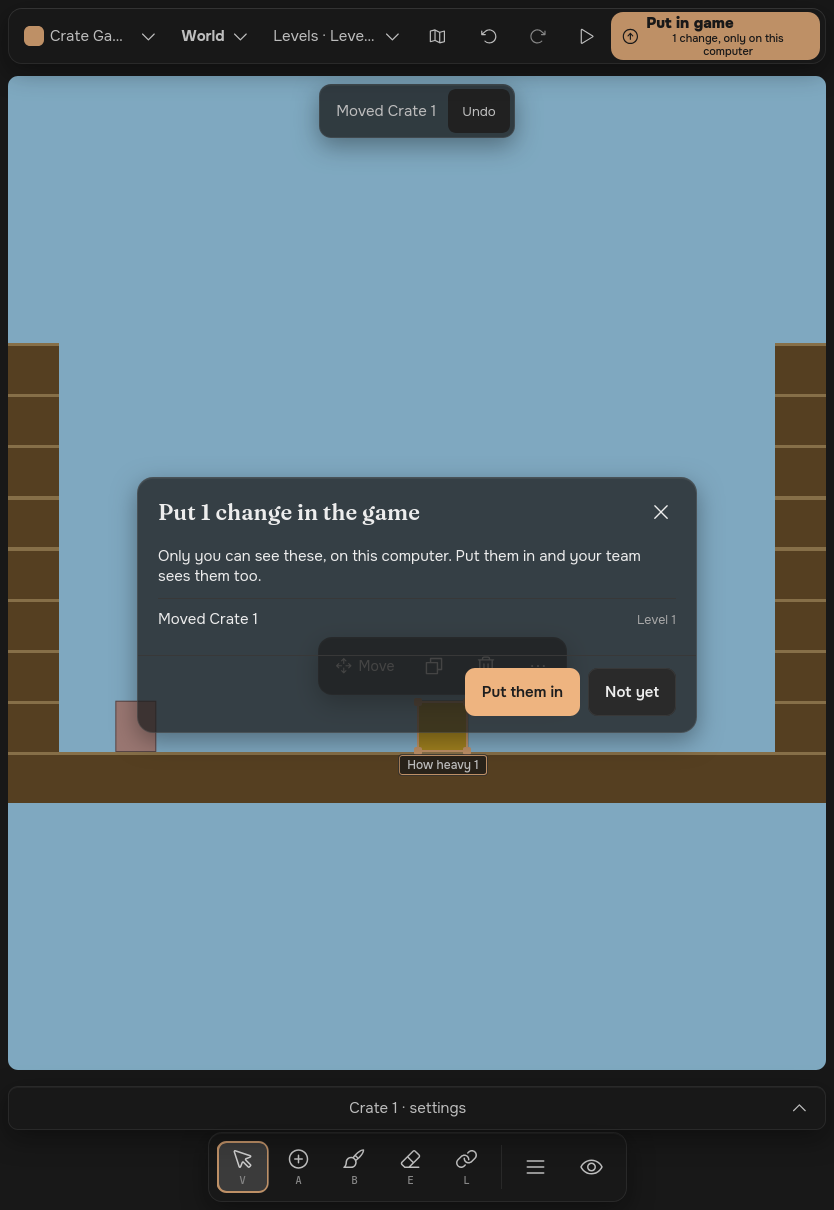 Crate Ga...
World
Levels · Leve...
Put in game
1 change, only on this
computer
Moved Crate 1
Undo
Put 1 change in the game
Only you can see these, on this computer. Put them in and your team
sees them too.
Moved Crate 1
Level 1
Move
Put them in
Not yet
How heavy 1
Crate 1 · settings
V
A
B
E
L